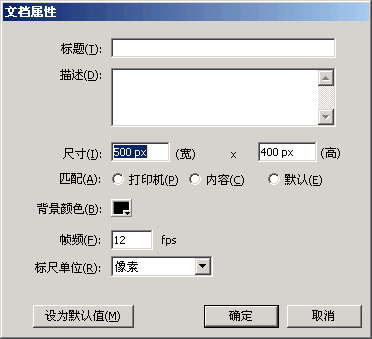 文档属性
标题(T):
描述(D):
尺寸(I): 500 px (宽) x 400 px (高)
匹配(A): 打印机(P) 内容(C) 默认(E)
背景颜色(B):
帧频(F): 12 fps
标尺单位(R): 像素
设为默认值(M) 确定 取消